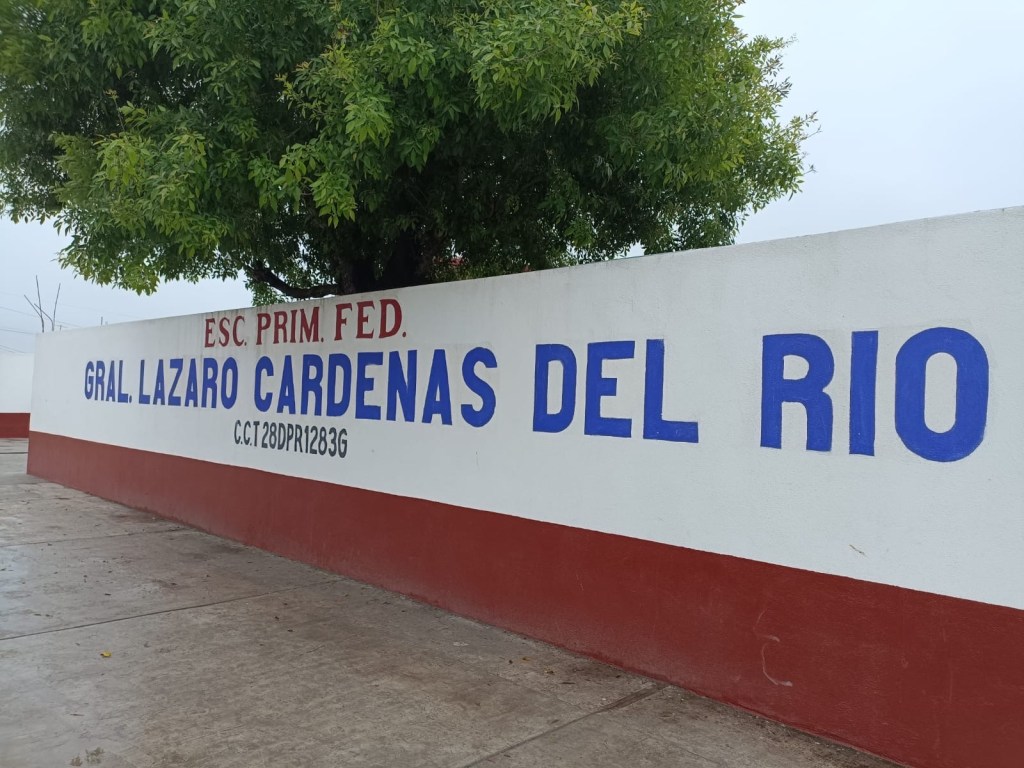 ESC. PRIM. FED.
GRAL. LAZARO CARDENAS DEL RIO
C.C.T 28DPR1283G